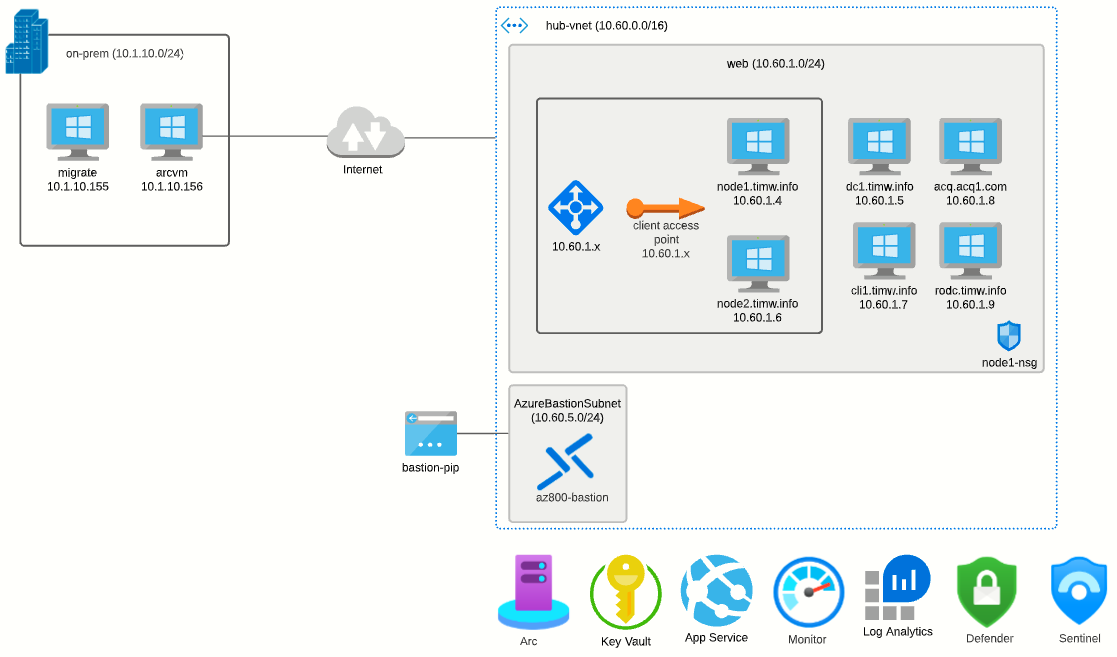 on-prem (10.1.10.0/24)
migrate
10.1.10.155
arcvm
10.1.10.156
Internet
hub-vnet (10.60.0.0/16)
web (10.60.1.0/24)
10.60.1.x
client access
point
10.60.1.x
node1.timw.info
10.60.1.4
node2.timw.info
10.60.1.6
dc1.timw.info
10.60.1.5
acq.acq1.com
10.60.1.8
cli1.timw.info
10.60.1.7
rodc.timw.info
10.60.1.9
node1-nsg
bastion-pip
AzureBastionSubnet
(10.60.5.0/24)
az800-bastion
Arc
Key Vault
App Service
Monitor
Log Analytics
Defender
Sentinel